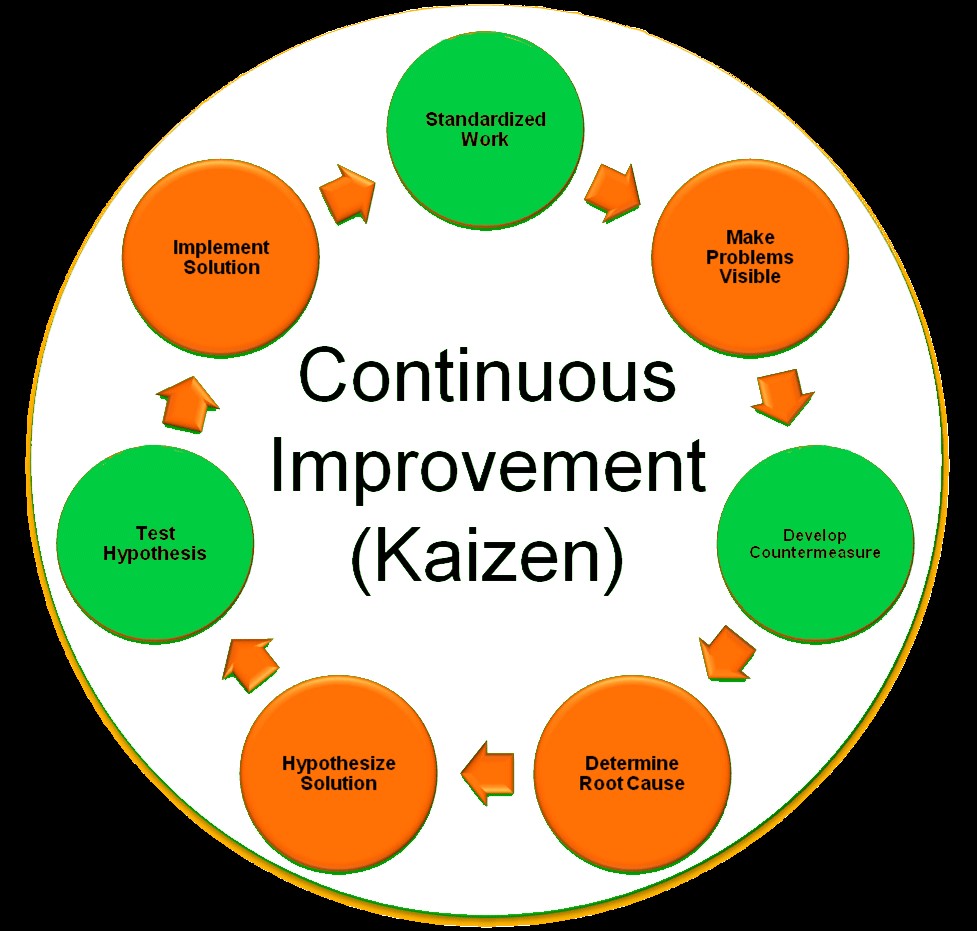 Standardized
Work
Make
Problems
Visible
Develop
Countermeasure
Determine
Root Cause
Hypothesize
Solution
Test
Hypothesis
Implement
Solution
Continuous
Improvement
(Kaizen)